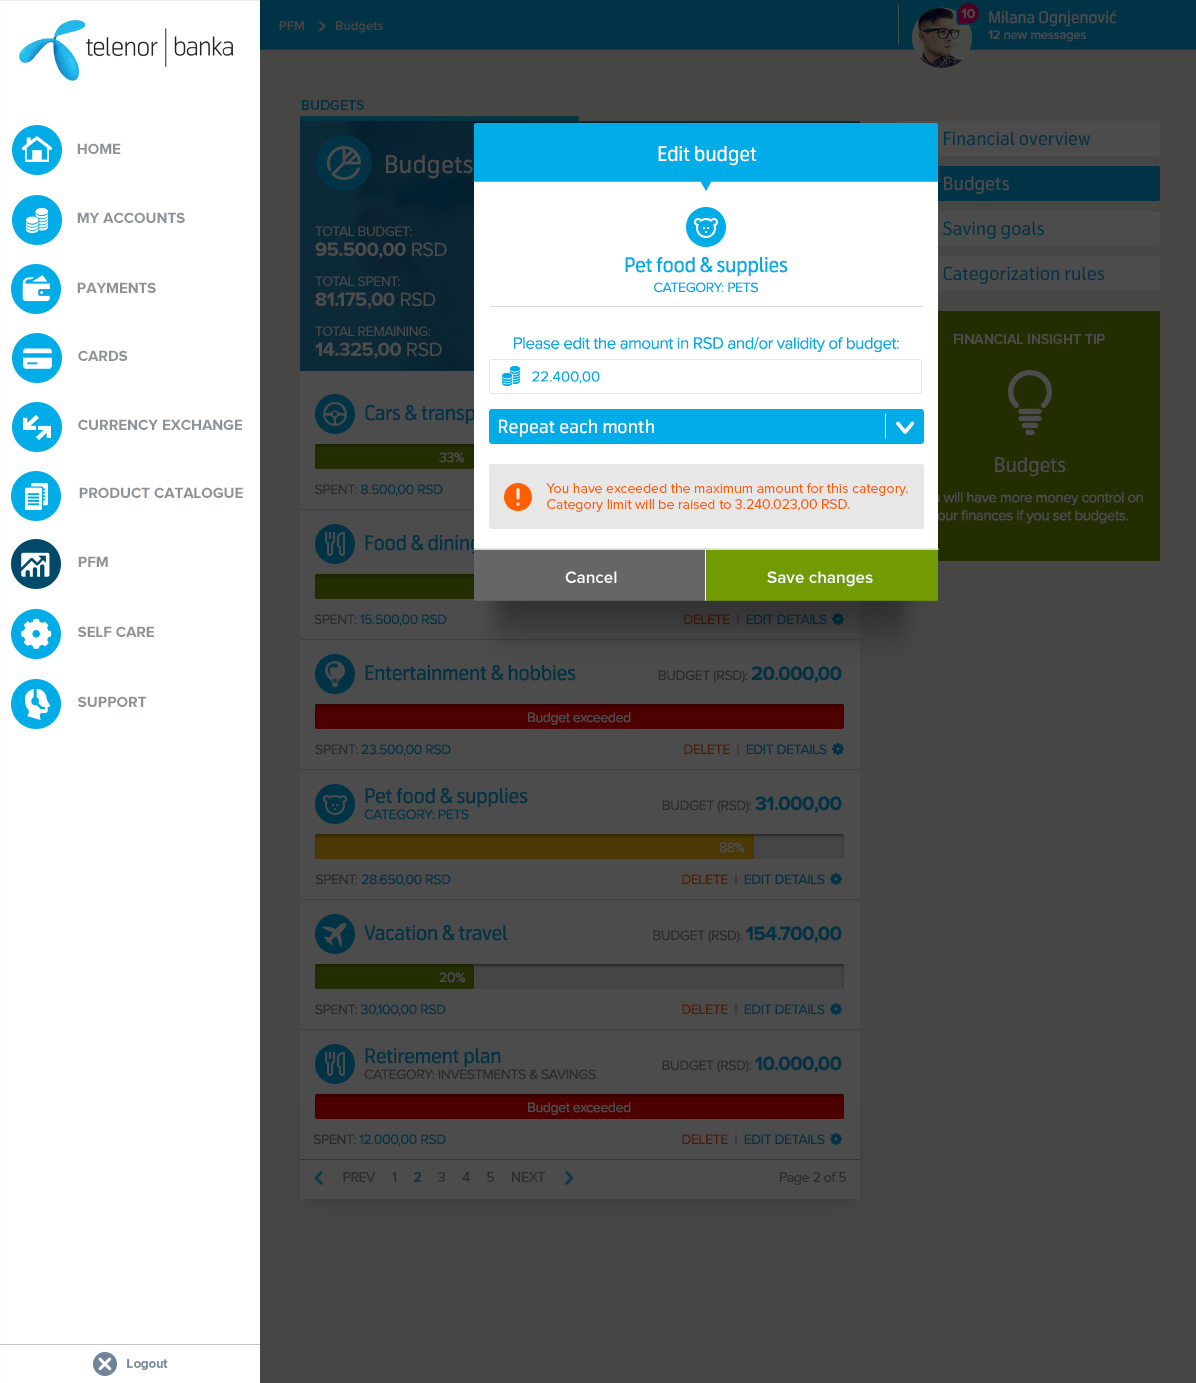 telenor | banka
HOME
MY ACCOUNTS
PAYMENTS
CARDS
CURRENCY EXCHANGE
PRODUCT CATALOGUE
PFM
SELF CARE
SUPPORT
Logout
PFM > Budgets
10
Milana Ognjenović
12 new messages
BUDGETS
Budgets
TOTAL BUDGET:
95.500,00 RSD
TOTAL SPENT:
81.175,00 RSD
TOTAL REMAINING:
14.325,00 RSD
Edit budget
Pet food & supplies
CATEGORY: PETS
Please edit the amount in RSD and/or validity of budget:
22.400,00
Repeat each month
You have exceeded the maximum amount for this category.
Category limit will be raised to 3.240.023,00 RSD.
Cancel
Save changes
Financial overview
Budgets
Saving goals
Categorization rules
FINANCIAL INSIGHT TIP
Budgets
will have more money control on
our finances if you set budgets.
Cars & transp
33%
SPENT: 8.500,00 RSD
Food & dining
SPENT: 15.500,00 RSD DELETE | EDIT DETAILS
Entertainment & hobbies BUDGET (RSD): 20.000,00
Budget exceeded
SPENT: 23.500,00 RSD DELETE | EDIT DETAILS
Pet food & supplies BUDGET (RSD): 31.000,00
CATEGORY: PETS
88%
SPENT: 28.650,00 RSD DELETE | EDIT DETAILS
Vacation & travel BUDGET (RSD): 154.700,00
20%
SPENT: 30,100,00 RSD DELETE | EDIT DETAILS
Retirement plan BUDGET (RSD): 10.000,00
CATEGORY: INVESTMENTS & SAVINGS
Budget exceeded
SPENT: 12.000,00 RSD DELETE | EDIT DETAILS
PREV 1 2 3 4 5 NEXT Page 2 of 5